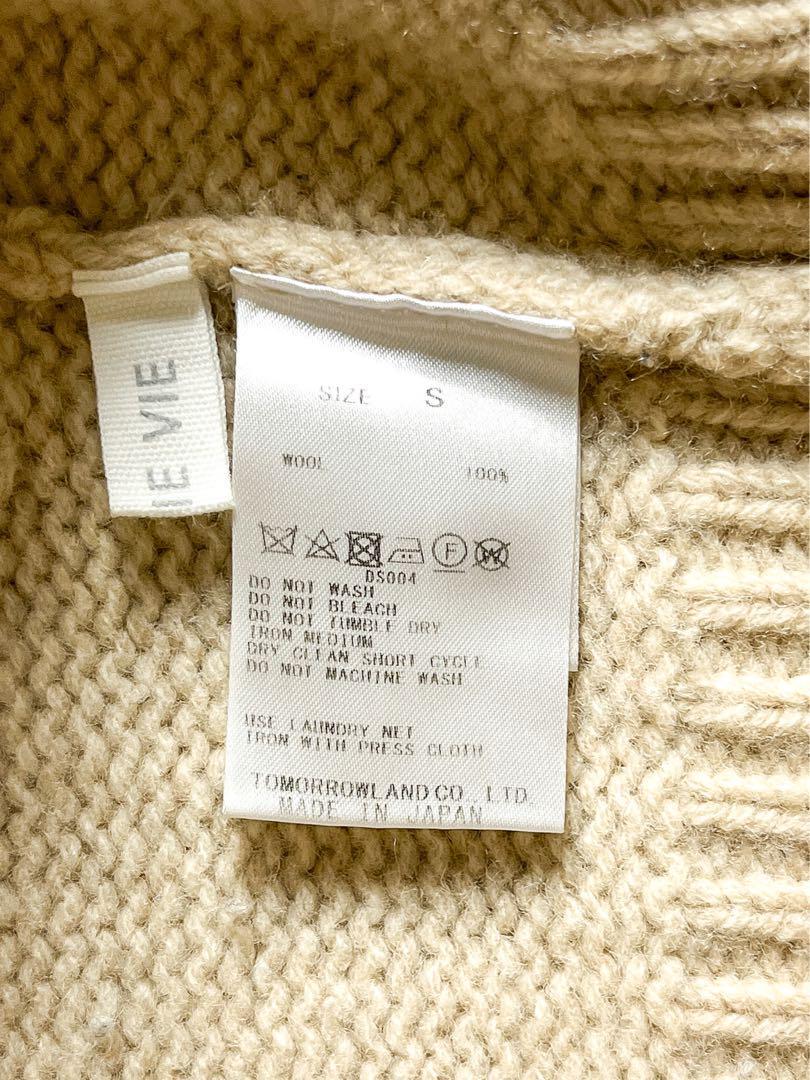 VIE
SIZE S
WOOL 100%
F W
DS004
DO NOT WASH
DO NOT BLEACH
DO NOT TUMBLE DRY
IRON MEDIUM
DRY CLEAN SHORT CYCLE
DO NOT MACHINE WASH
USE LAUNDRY NET
IRON WITH PRESS CLOTH
TOMORROWLAND CO., LTD.
MADE IN JAPAN